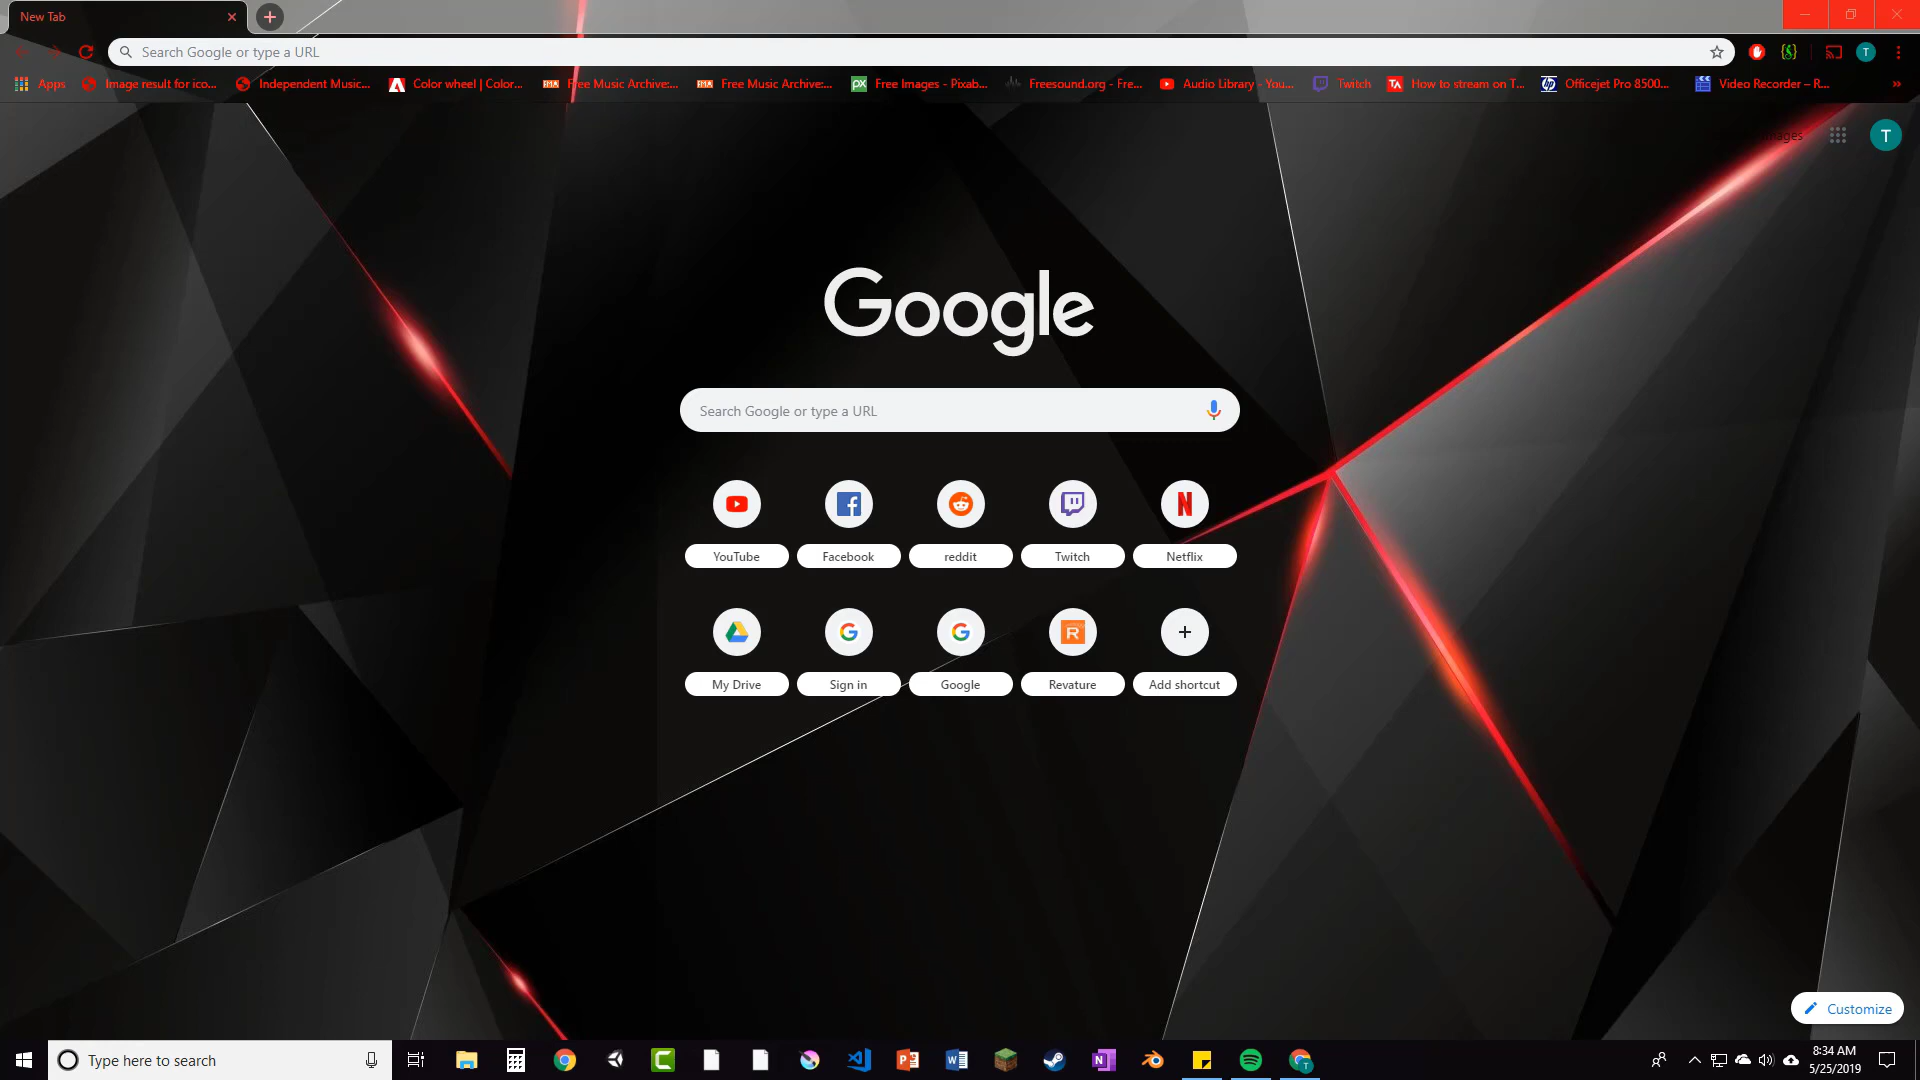 New Tab
Search Google or type a URL
T
Apps
Image result for ico...
Independent Music...
Color wheel | Color...
Free Music Archive:...
Free Music Archive:...
Free Images - Pixab...
Freesound.org - Fre...
Audio Library - You...
Twitch
How to stream on T...
Officejet Pro 8500...
Video Recorder – R...
T
Google
Search Google or type a URL
YouTube
Facebook
reddit
Twitch
Netflix
My Drive
Sign in
Google
Revature
Add shortcut
Customize
Type here to search
8:34 AM
5/25/2019